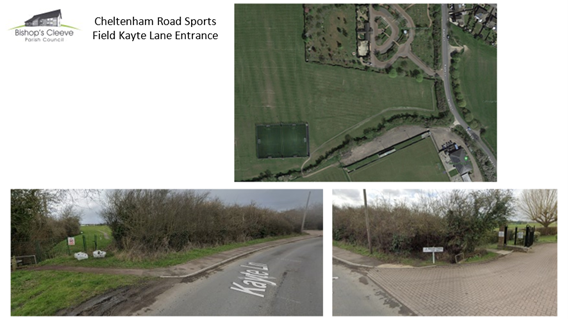 Bishop's Cleeve
Parish Council
Cheltenham Road Sports
Field Kayte Lane Entrance
Kayte Ln